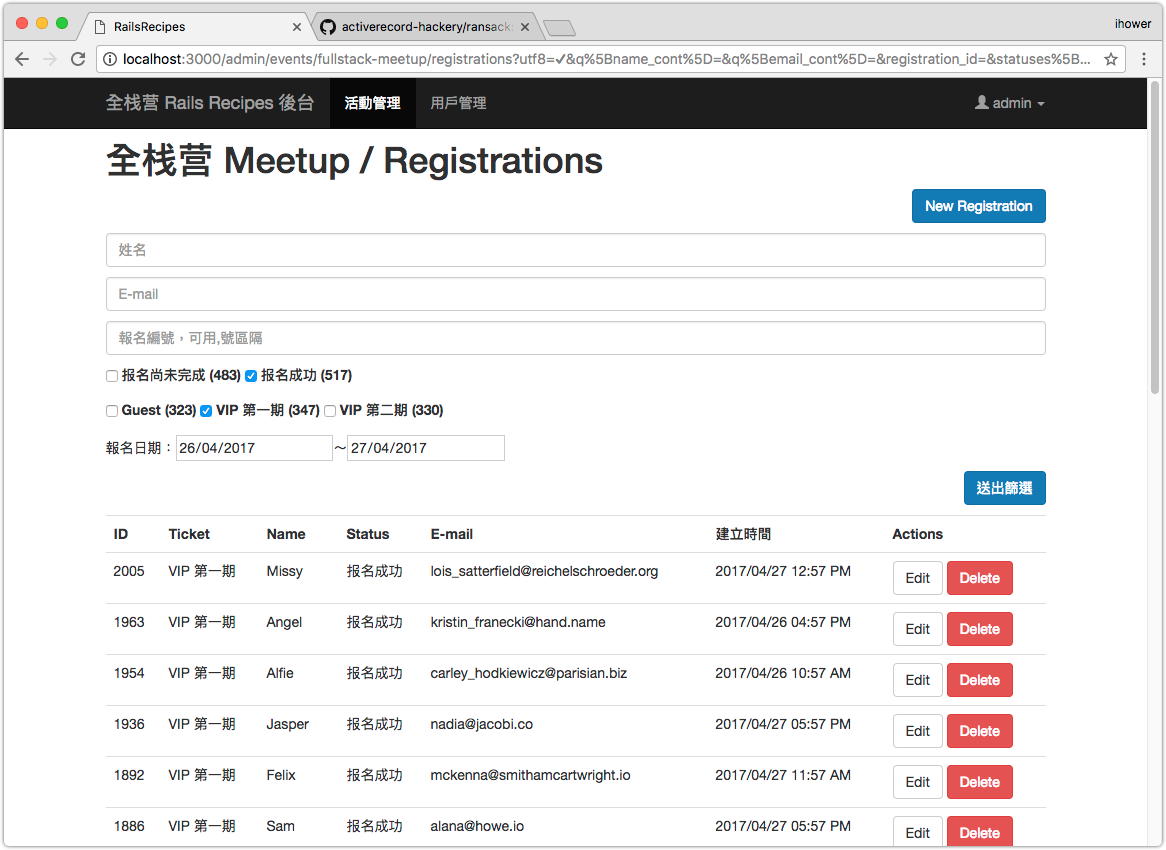 RailsRecipes
activerecord-hackery/ransack:
ihower
localhost:3000/admin/events/fullstack-meetup/registrations?utf8=✓&q%5Bname_cont%5D=&q%5Bemail_cont%5D=&registration_id=&statuses%5B...
全栈营 Rails Recipes 後台 活動管理 用戶管理 admin
全栈营 Meetup / Registrations
New Registration
姓名
E-mail
報名編號，可用,號區隔
报名尚未完成 (483) 报名成功 (517)
Guest (323) VIP 第一期 (347) VIP 第二期 (330)
報名日期：26/04/2017 ～ 27/04/2017
送出篩選
ID Ticket Name Status E-mail 建立時間 Actions
2005 VIP 第一期 Missy 报名成功 lois_satterfield@reichelschroeder.org 2017/04/27 12:57 PM Edit Delete
1963 VIP 第一期 Angel 报名成功 kristin_franecki@hand.name 2017/04/26 04:57 PM Edit Delete
1954 VIP 第一期 Alfie 报名成功 carley_hodkiewicz@parisian.biz 2017/04/26 10:57 AM Edit Delete
1936 VIP 第一期 Jasper 报名成功 nadia@jacobi.co 2017/04/27 05:57 PM Edit Delete
1892 VIP 第一期 Felix 报名成功 mckenna@smithamcartwright.io 2017/04/27 11:57 AM Edit Delete
1886 VIP 第一期 Sam 报名成功 alana@howe.io 2017/04/27 05:57 PM Edit Delete